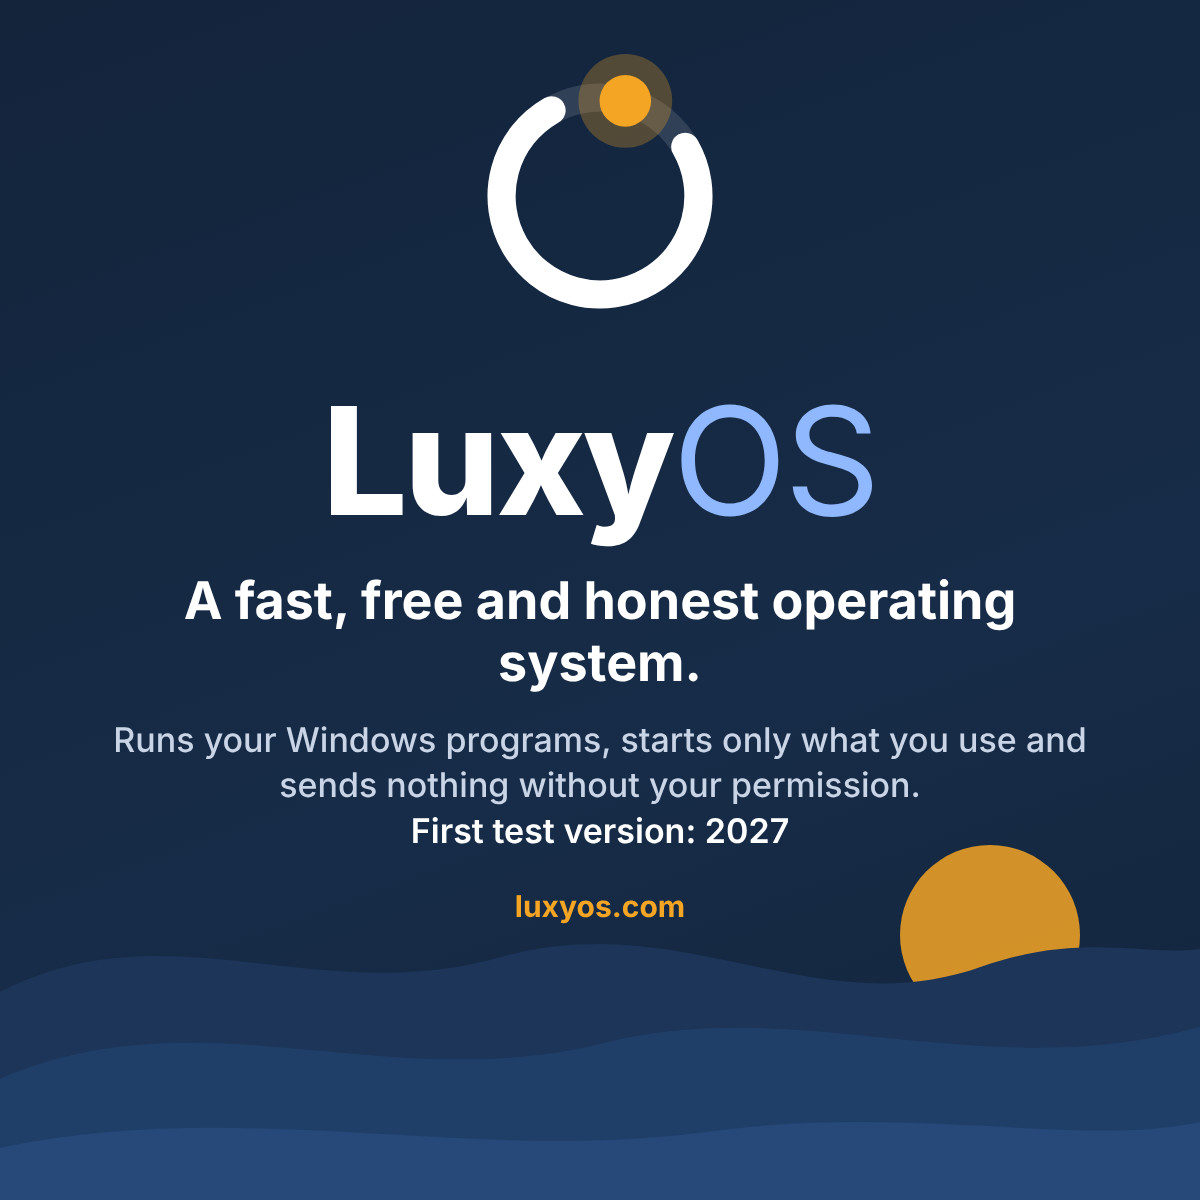 LuxyOS
A fast, free and honest operating
system.
Runs your Windows programs, starts only what you use and
sends nothing without your permission.
First test version: 2027
luxyos.com